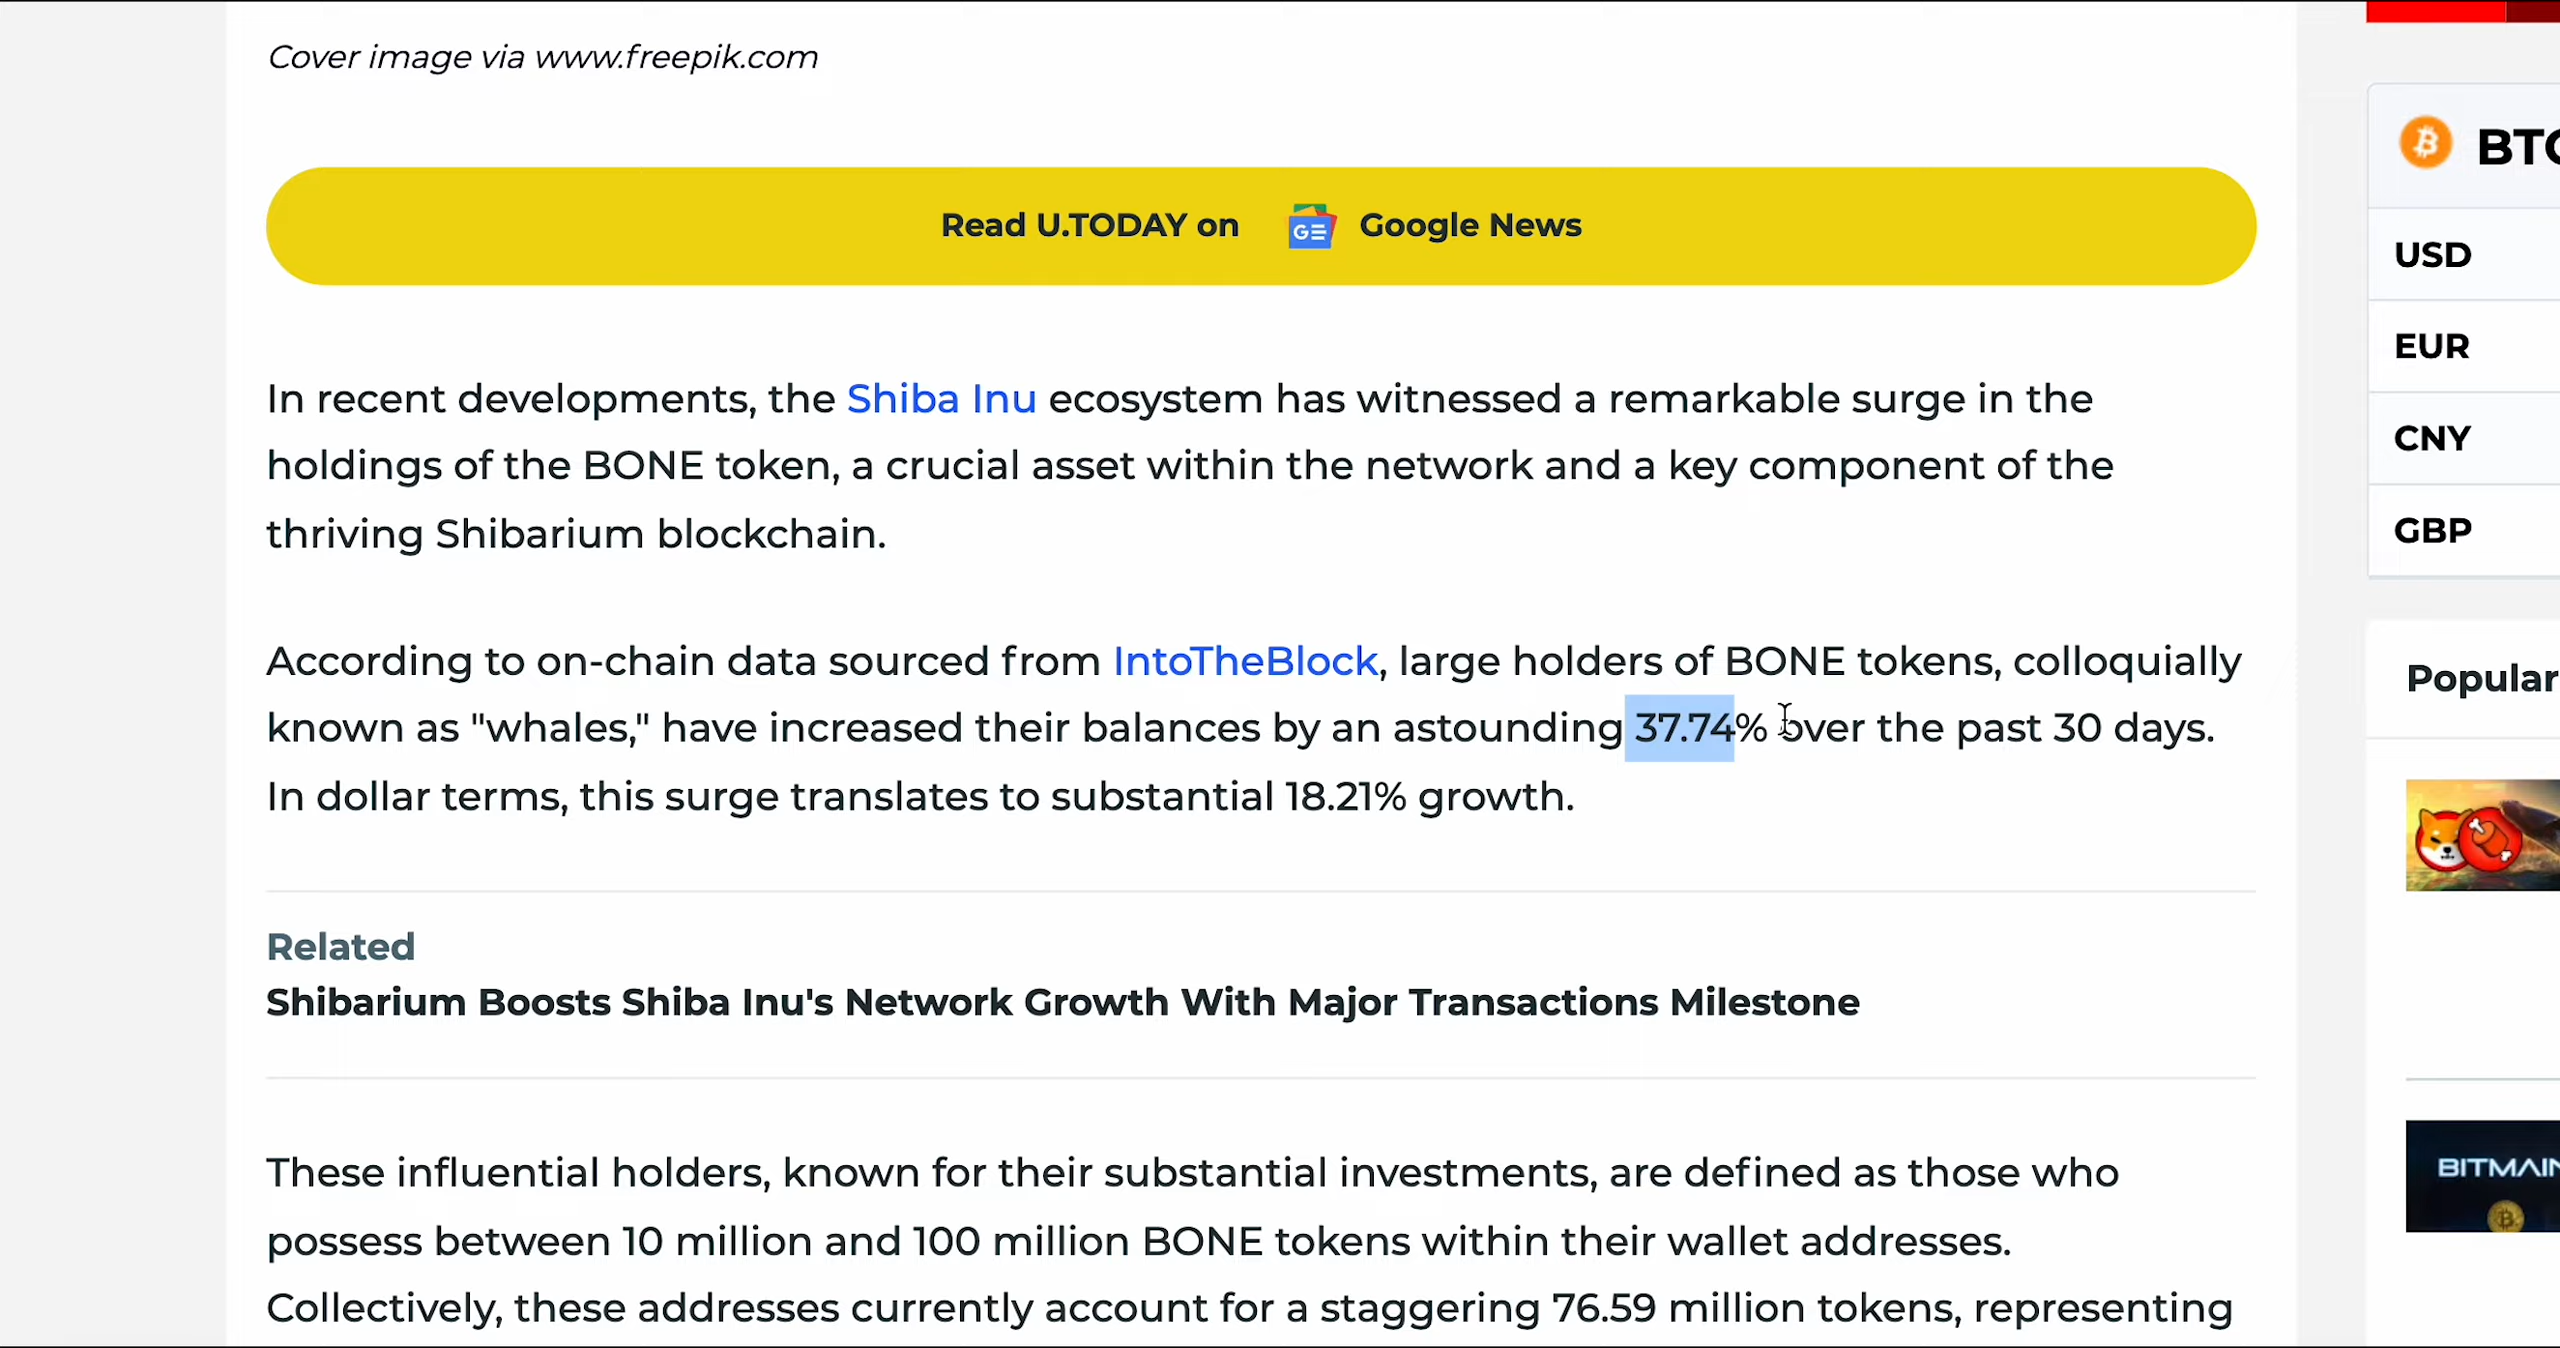 Cover image via www.freepik.com
Read U.TODAY on GE Google News
In recent developments, the Shiba Inu ecosystem has witnessed a remarkable surge in the
holdings of the BONE token, a crucial asset within the network and a key component of the
thriving Shibarium blockchain.
According to on-chain data sourced from IntoTheBlock, large holders of BONE tokens, colloquially
known as "whales," have increased their balances by an astounding 37.74% over the past 30 days.
In dollar terms, this surge translates to substantial 18.21% growth.
Related
Shibarium Boosts Shiba Inu's Network Growth With Major Transactions Milestone
These influential holders, known for their substantial investments, are defined as those who
possess between 10 million and 100 million BONE tokens within their wallet addresses.
Collectively, these addresses currently account for a staggering 76.59 million tokens, representing
BTC
USD
EUR
CNY
GBP
Popular
BITMAIN